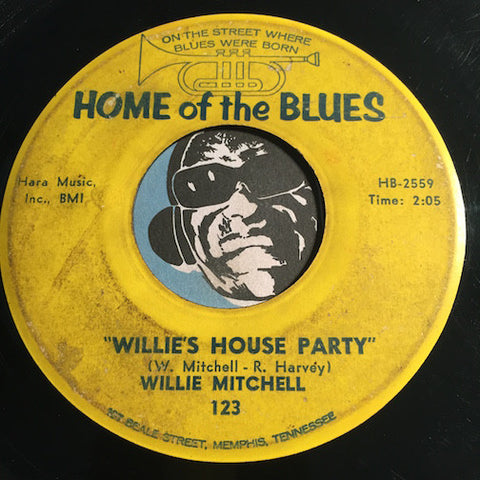 ON THE STREET WHERE
BLUES WERE BORN
HOME of the BLUES
Hara Music,
Inc., BMI
HB-2559
Time: 2:05
"WILLIE'S HOUSE PARTY"
(W. Mitchell - R. Harvey)
WILLIE MITCHELL
123
107 BEALE STREET, MEMPHIS, TENNESSEE